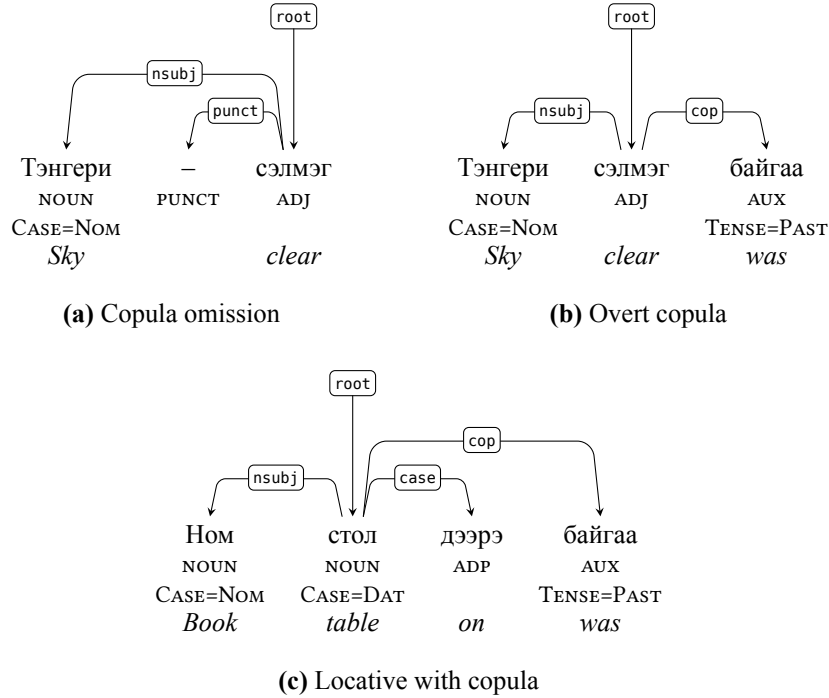 root
root
nsubj
punct
nsubj
cop
Тэнгери – сэлмэг
NOUN PUNCT ADJ
CASE=NOM
Sky clear
Тэнгери сэлмэг байгаа
NOUN ADJ AUX
CASE=NOM TENSE=PAST
Sky clear was
(a) Copula omission
(b) Overt copula
root
cop
nsubj case
Ном стол дээрэ байгаа
NOUN NOUN ADP AUX
CASE=NOM CASE=DAT TENSE=PAST
Book table on was
(c) Locative with copula